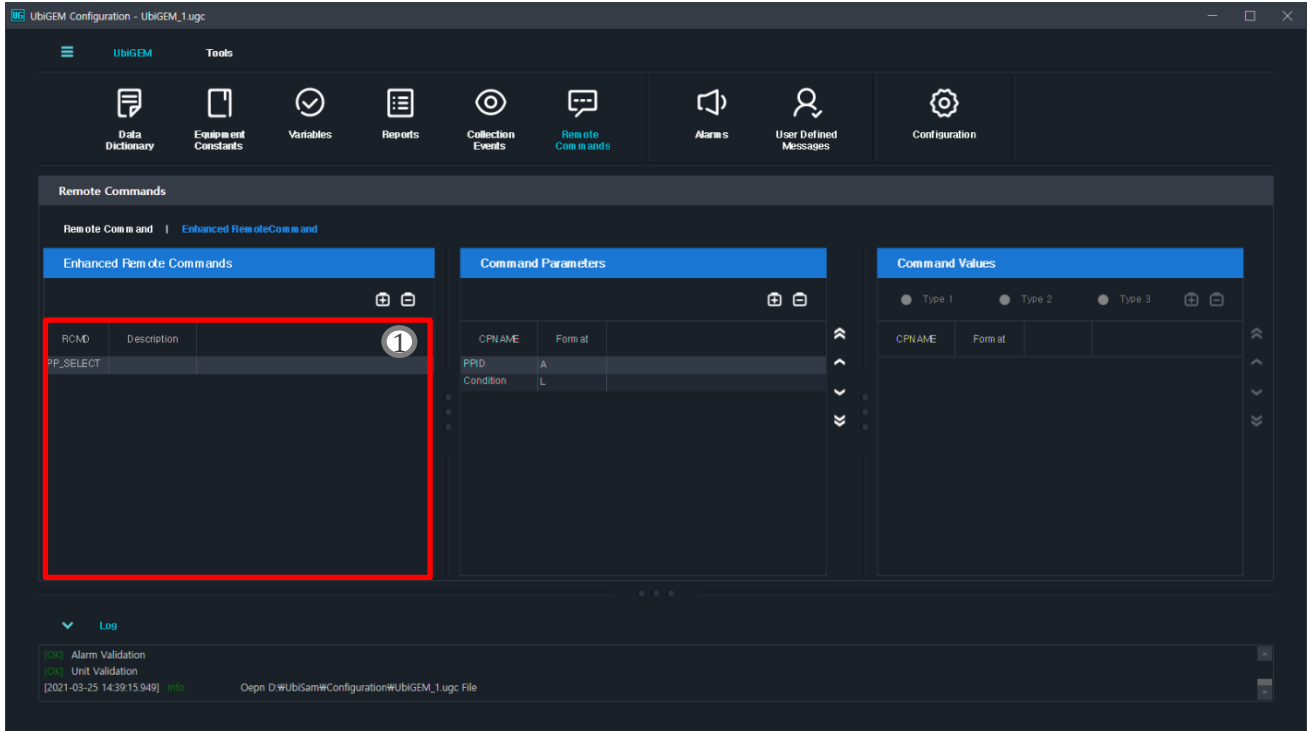 UG UbiGEM Configuration - UbiGEM_1.ugc
UbiGEM Tools
Data Dictionary
Equipment Constants
Variables
Reports
Collection Events
Remote Commands
Alarms
User Defined Messages
Configuration
Remote Commands
Remote Command | Enhanced RemoteCommand
Enhanced Remote Commands
RCMD Description
①
PP_SELECT
Command Parameters
CPNAME Format
PPID A
Condition L
Command Values
Type 1 Type 2 Type 3
CPNAME Format
Log
[OK] Alarm Validation
[OK] Unit Validation
[2021-03-25 14:39:15.949] Info Oepn D:₩UbiSam₩Configuration₩UbiGEM_1.ugc File